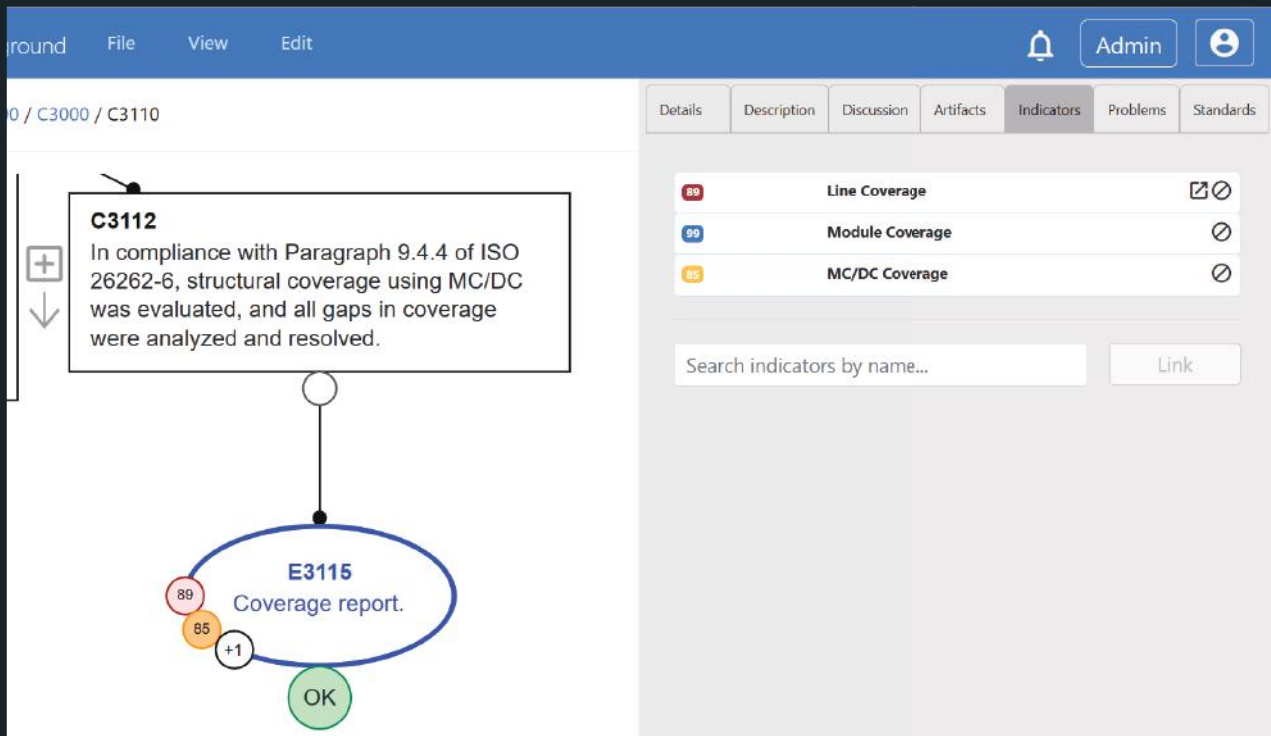 File View Edit Admin
/ C3000 / C3110
Details Description Discussion Artifacts Indicators Problems Standards
C3112
In compliance with Paragraph 9.4.4 of ISO
26262-6, structural coverage using MC/DC
was evaluated, and all gaps in coverage
were analyzed and resolved.
E3115
Coverage report.
89
85
+1
OK
89 Line Coverage
99 Module Coverage
85 MC/DC Coverage
Search indicators by name...
Link